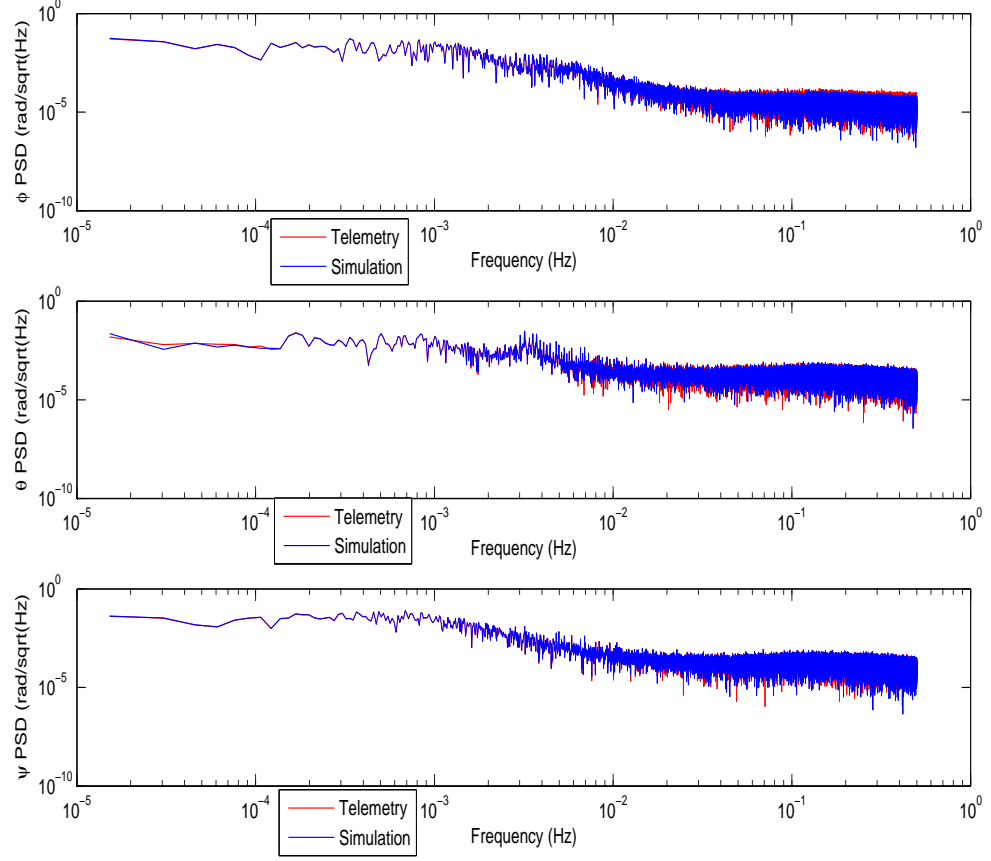 φ PSD (rad/sqrt(Hz)
10^0
10^-5
10^-10
10^-5
10^-4
10^-3
10^-2
10^-1
10^0
Frequency (Hz)
Telemetry
Simulation
θ PSD (rad/sqrt(Hz)
10^0
10^-5
10^-10
10^-5
10^-4
10^-3
10^-2
10^-1
10^0
Frequency (Hz)
Telemetry
Simulation
ψ PSD (rad/sqrt(Hz)
10^0
10^-5
10^-10
10^-5
10^-4
10^-3
10^-2
10^-1
10^0
Frequency (Hz)
Telemetry
Simulation